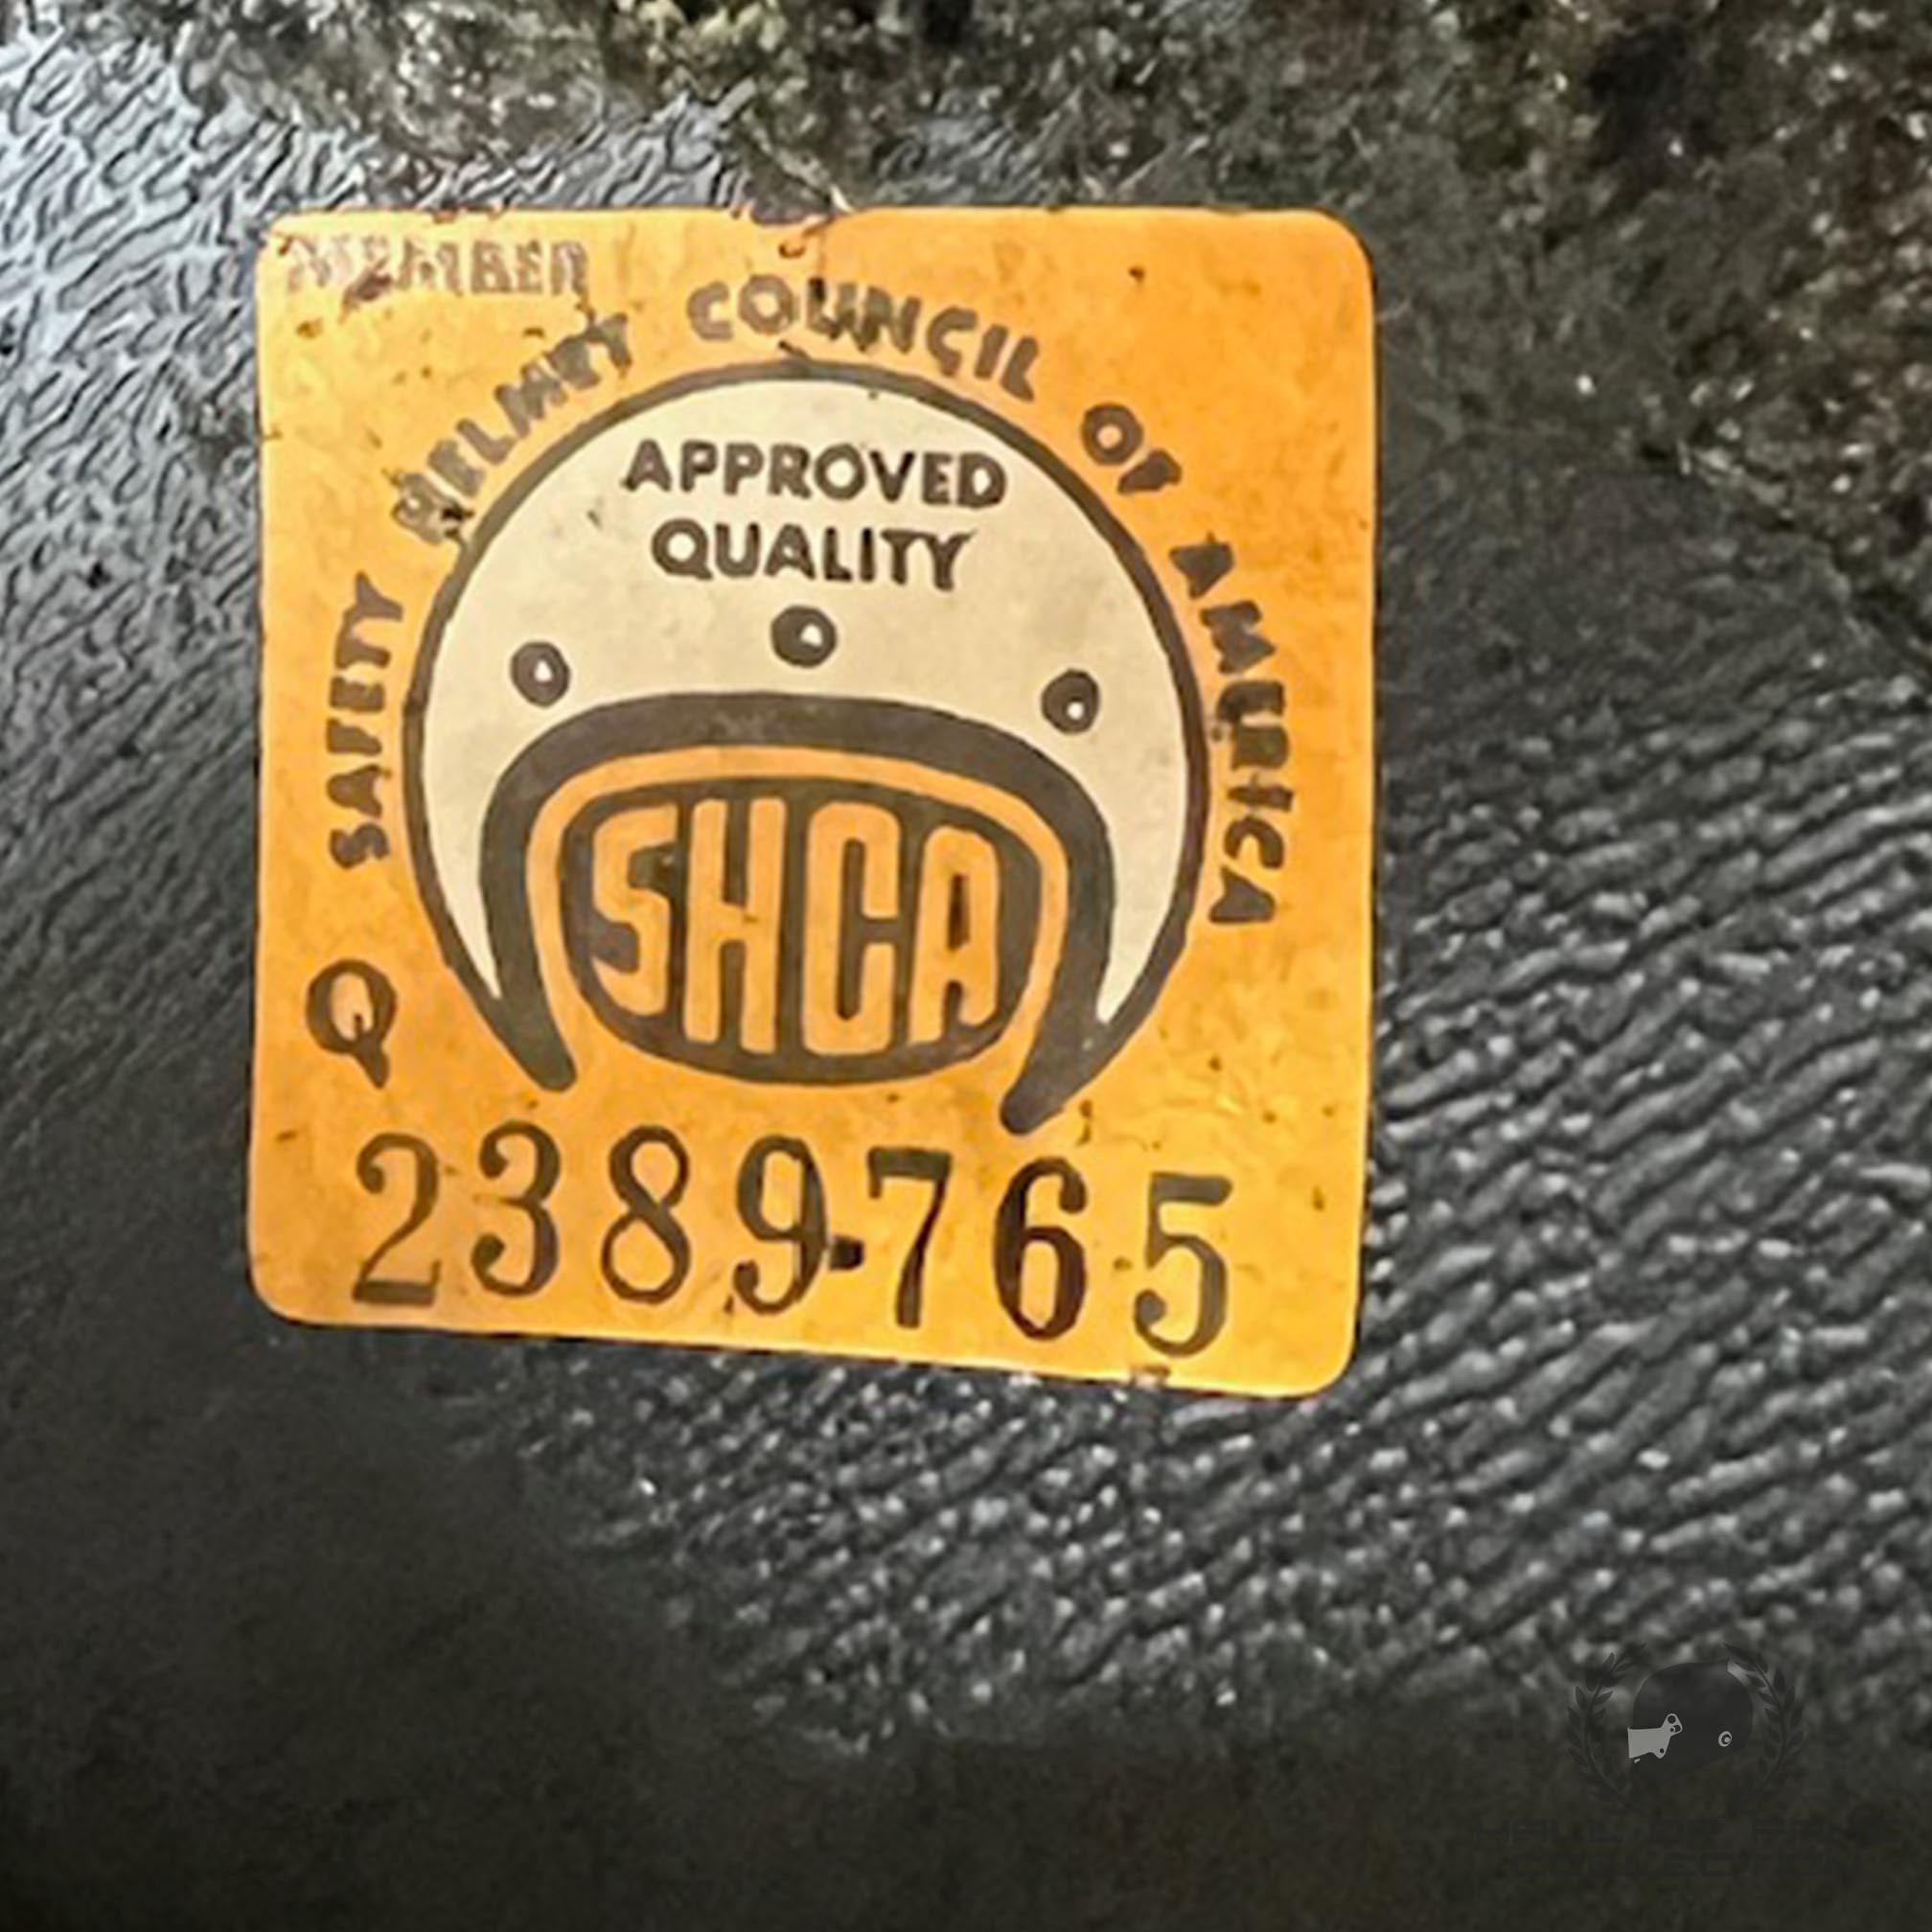 MEMBER
SAFETY HELMET COUNCIL OF AMERICA
APPROVED
QUALITY
SHCA
Q
2389765